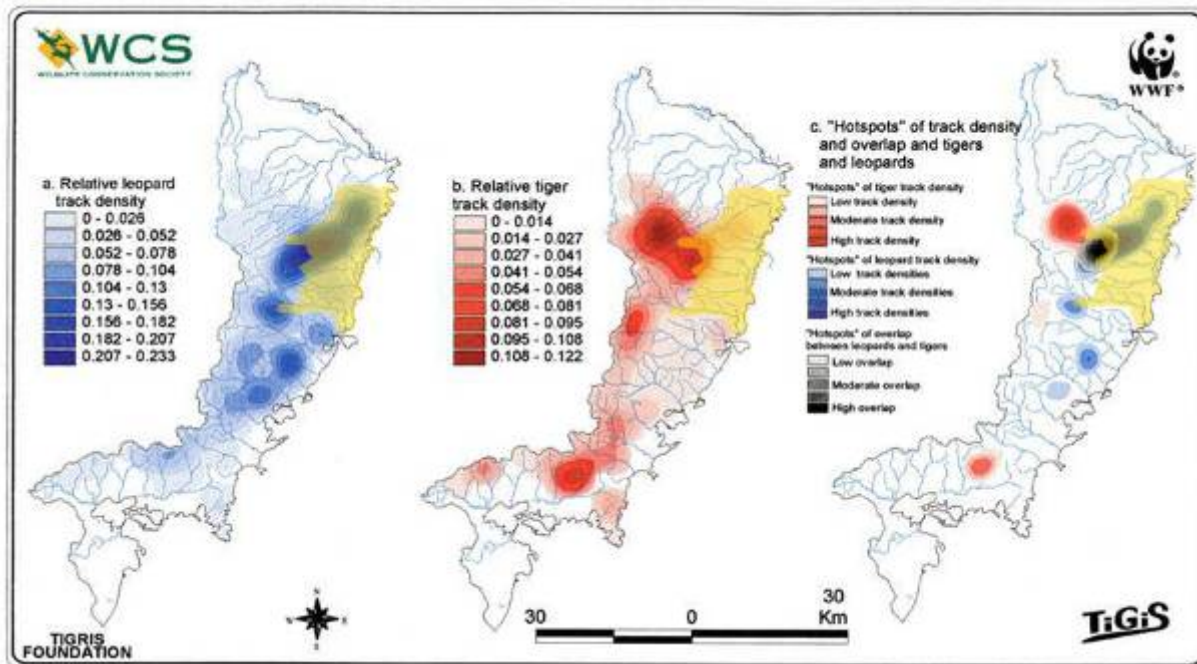 WCS
WILDLIFE CONSERVATION SOCIETY
WWF®
a. Relative leopard
track density
0 - 0.026
0.026 - 0.052
0.052 - 0.078
0.078 - 0.104
0.104 - 0.13
0.13 - 0.156
0.156 - 0.182
0.182 - 0.207
0.207 - 0.233
b. Relative tiger
track density
0 - 0.014
0.014 - 0.027
0.027 - 0.041
0.041 - 0.054
0.054 - 0.068
0.068 - 0.081
0.081 - 0.095
0.095 - 0.108
0.108 - 0.122
c. "Hotspots" of track density
and overlap and tigers
and leopards
"Hotspots" of tiger track density
Low track density
Moderate track density
High track density
"Hotspots" of leopard track density
Low track densities
Moderate track densities
High track densities
"Hotspots" of overlap
between leopards and tigers
Low overlap
Moderate overlap
High overlap
N
W E
S
30 0 30
Km
TIGRIS
FOUNDATION
TiGiS